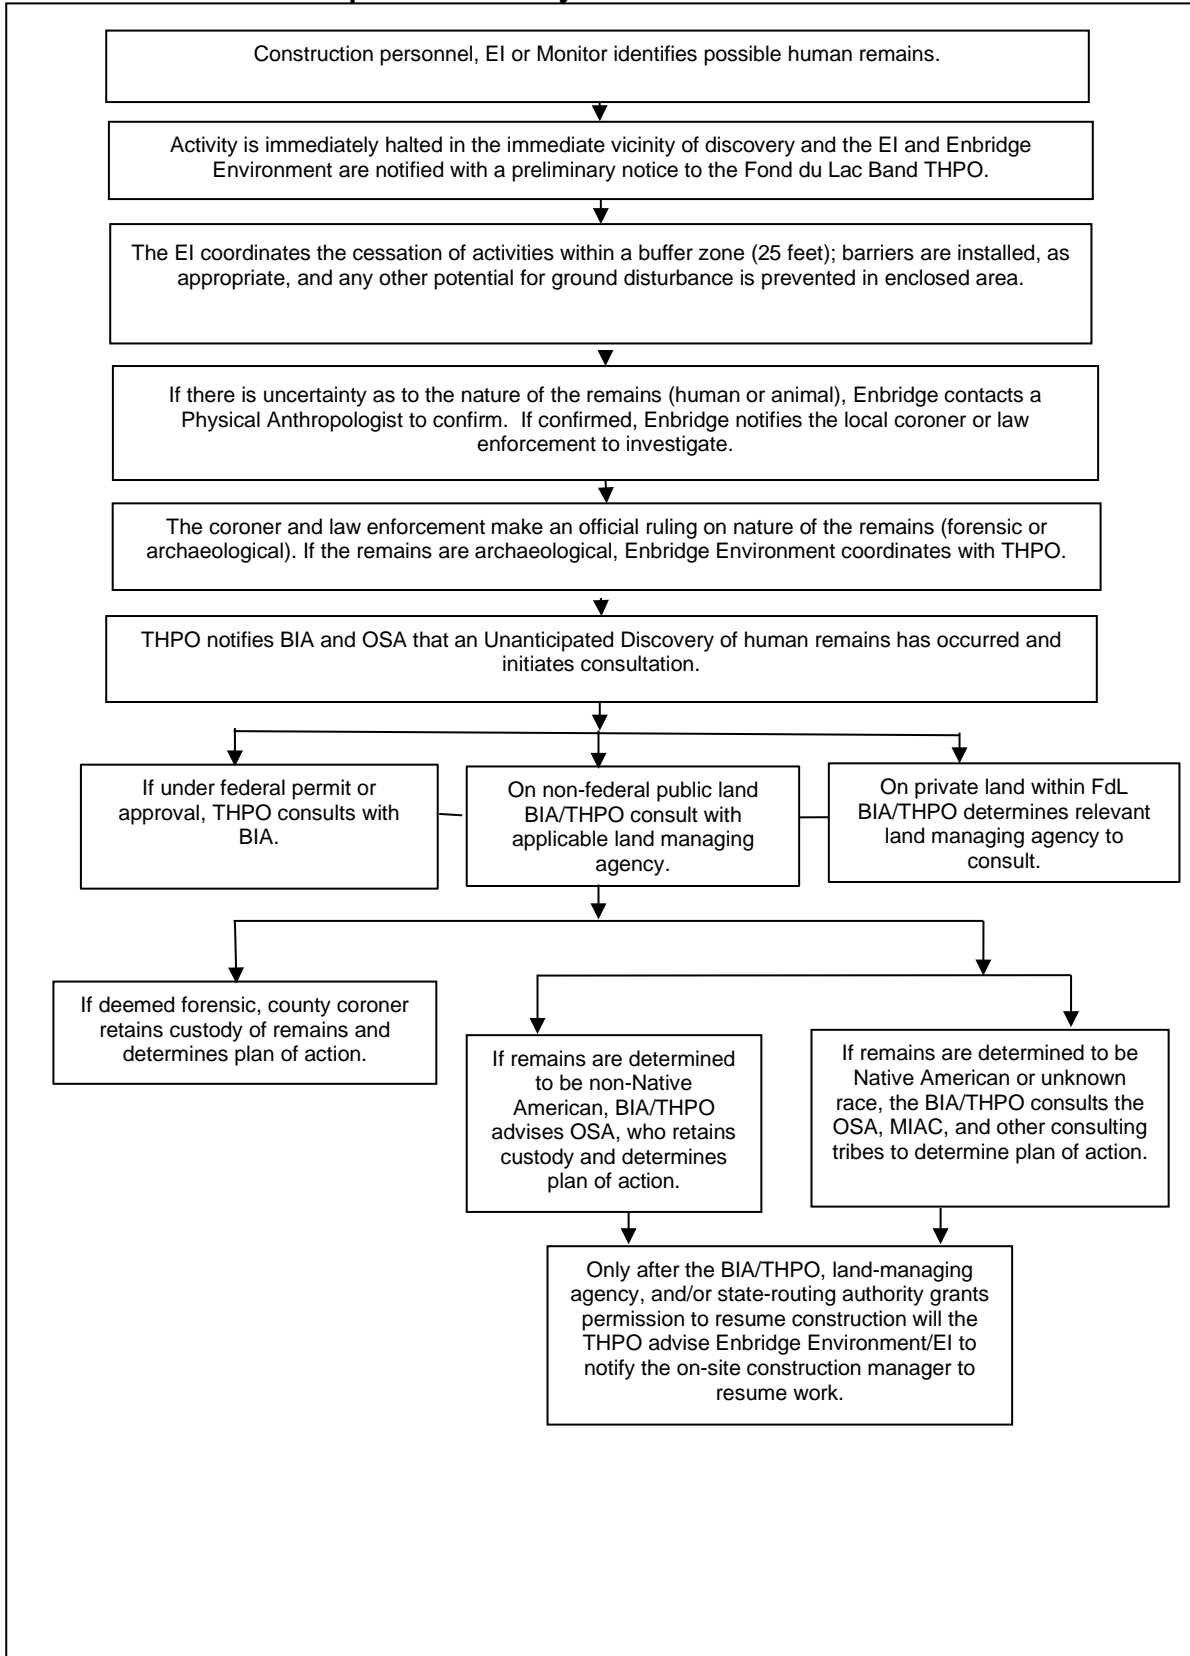 Construction personnel, EI or Monitor identifies possible human remains.
Activity is immediately halted in the immediate vicinity of discovery and the EI and Enbridge
Environment are notified with a preliminary notice to the Fond du Lac Band THPO.
The EI coordinates the cessation of activities within a buffer zone (25 feet); barriers are installed, as
appropriate, and any other potential for ground disturbance is prevented in enclosed area.
If there is uncertainty as to the nature of the remains (human or animal), Enbridge contacts a
Physical Anthropologist to confirm.  If confirmed, Enbridge notifies the local coroner or law
enforcement to investigate.
The coroner and law enforcement make an official ruling on nature of the remains (forensic or
archaeological). If the remains are archaeological, Enbridge Environment coordinates with THPO.
THPO notifies BIA and OSA that an Unanticipated Discovery of human remains has occurred and
initiates consultation.
If under federal permit or
approval, THPO consults with
BIA.
On non-federal public land
BIA/THPO consult with
applicable land managing
agency.
On private land within FdL
BIA/THPO determines relevant
land managing agency to
consult.
If deemed forensic, county coroner
retains custody of remains and
determines plan of action.
If remains are determined
to be non-Native
American, BIA/THPO
advises OSA, who retains
custody and determines
plan of action.
If remains are determined to be
Native American or unknown
race, the BIA/THPO consults the
OSA, MIAC, and other consulting
tribes to determine plan of action.
Only after the BIA/THPO, land-managing
agency, and/or state-routing authority grants
permission to resume construction will the
THPO advise Enbridge Environment/EI to
notify the on-site construction manager to
resume work.